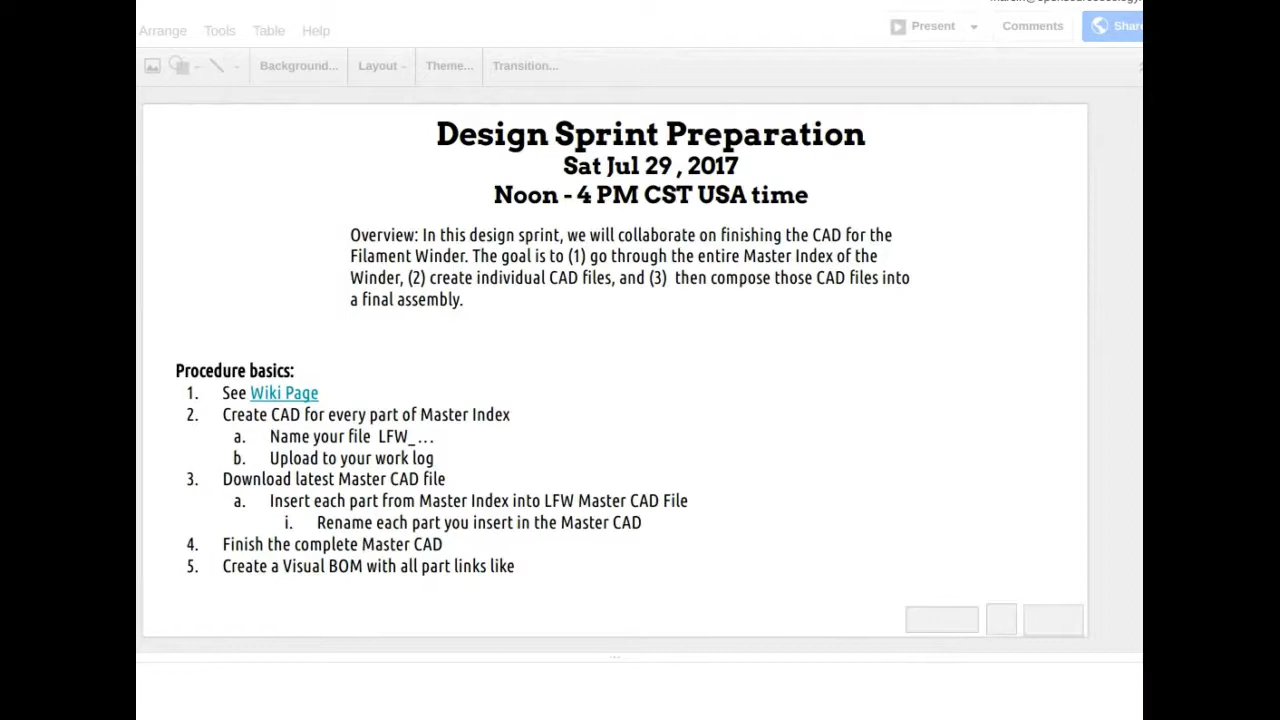 Arrange Tools Table Help
Present Comments Share
Background... Layout Theme... Transition...
Design Sprint Preparation
Sat Jul 29 , 2017
Noon - 4 PM CST USA time
Overview: In this design sprint, we will collaborate on finishing the CAD for the
Filament Winder. The goal is to (1) go through the entire Master Index of the
Winder, (2) create individual CAD files, and (3) then compose those CAD files into
a final assembly.
Procedure basics:
1. See Wiki Page
2. Create CAD for every part of Master Index
a. Name your file LFW_...
b. Upload to your work log
3. Download latest Master CAD file
a. Insert each part from Master Index into LFW Master CAD File
i. Rename each part you insert in the Master CAD
4. Finish the complete Master CAD
5. Create a Visual BOM with all part links like